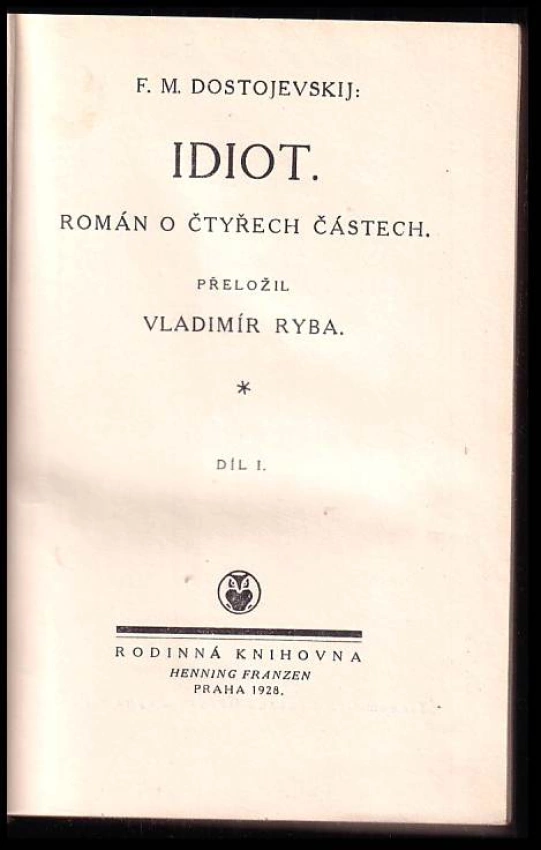 F. M. DOSTOJEVSKIJ:
IDIOT.
ROMÁN O ČTYŘECH ČÁSTECH.
PŘELOŽIL
VLADIMÍR RYBA.
*
DÍL I.
RODINNÁ KNIHOVNA
HENNING FRANZEN
PRAHA 1928.